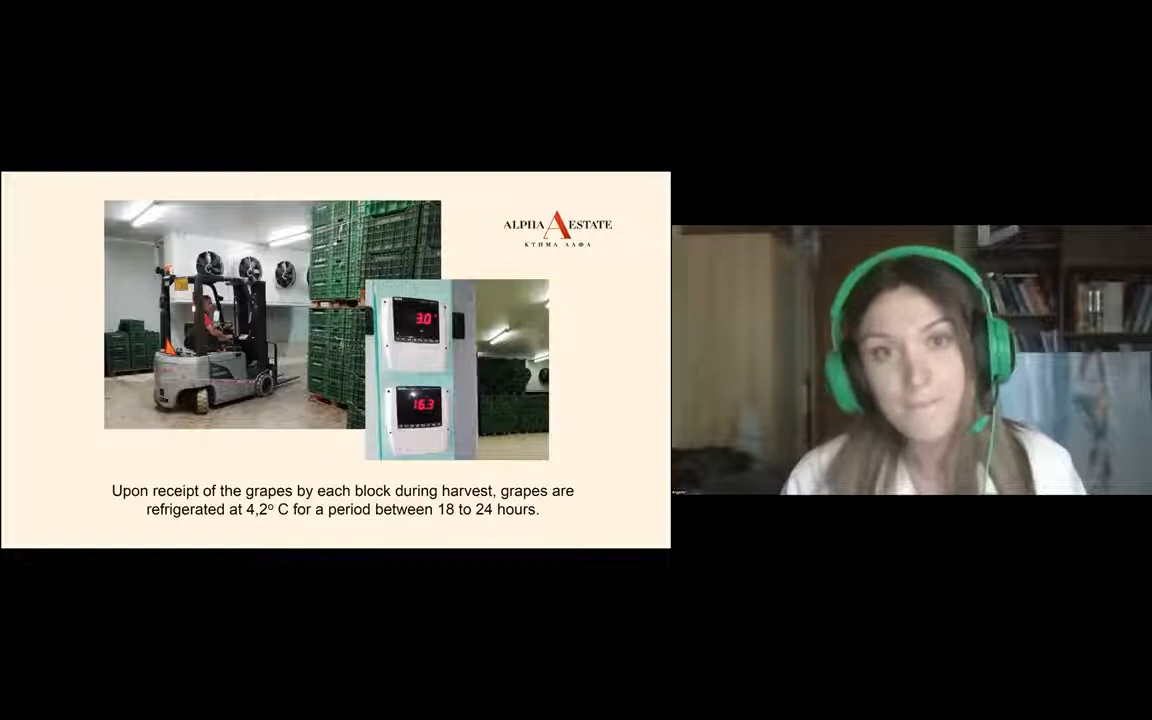 ALPHA ESTATE
ΚΤΗΜΑ ΑΛΦΑ
3.0
16.3
Upon receipt of the grapes by each block during harvest, grapes are
refrigerated at 4,2º C for a period between 18 to 24 hours.